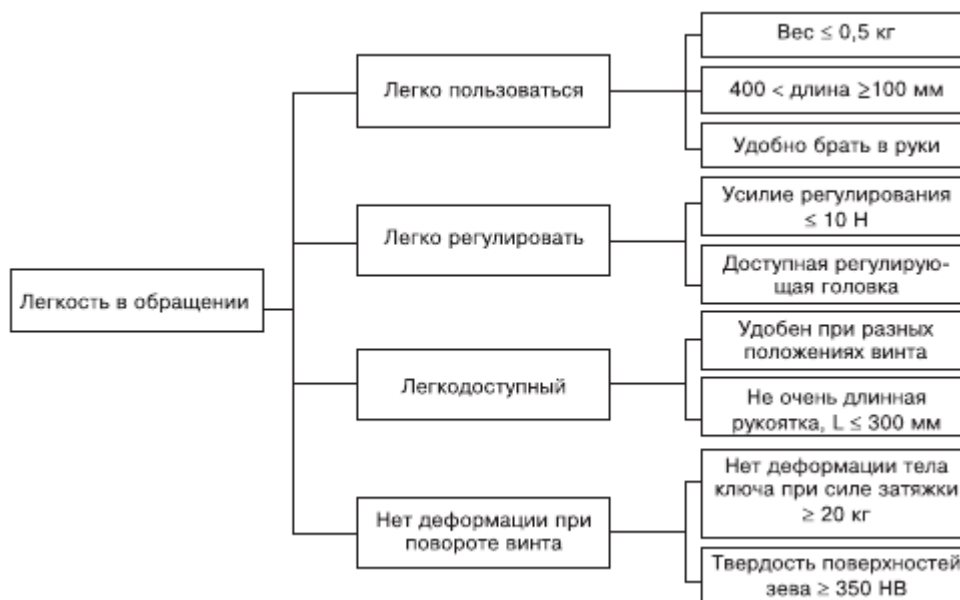 Легкость в обращении
Легко пользоваться
Вес ≤ 0,5 кг
400 < длина ≥100 мм
Удобно брать в руки
Легко регулировать
Усилие регулирования
≤ 10 Н
Доступная регулирую-
щая головка
Легкодоступный
Удобен при разных
положениях винта
Не очень длинная
рукоятка, L ≤ 300 мм
Нет деформации при
повороте винта
Нет деформации тела
ключа при силе затяжки
≥ 20 кг
Твердость поверхностей
зева ≥ 350 НВ